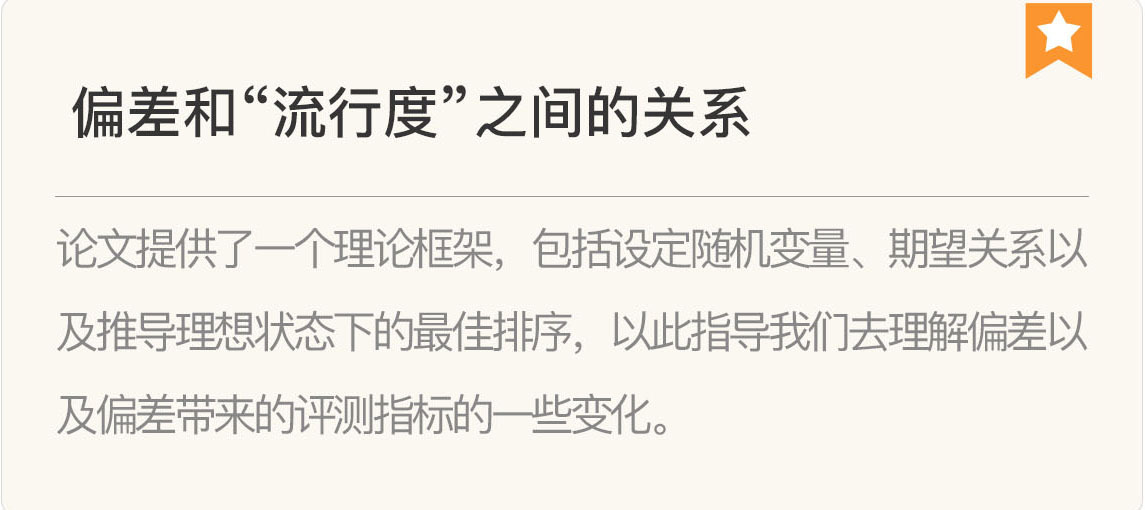 偏差和“流行度”之间的关系
论文提供了一个理论框架，包括设定随机变量、期望关系以
及推导理想状态下的最佳排序，以此指导我们去理解偏差以
及偏差带来的评测指标的一些变化。